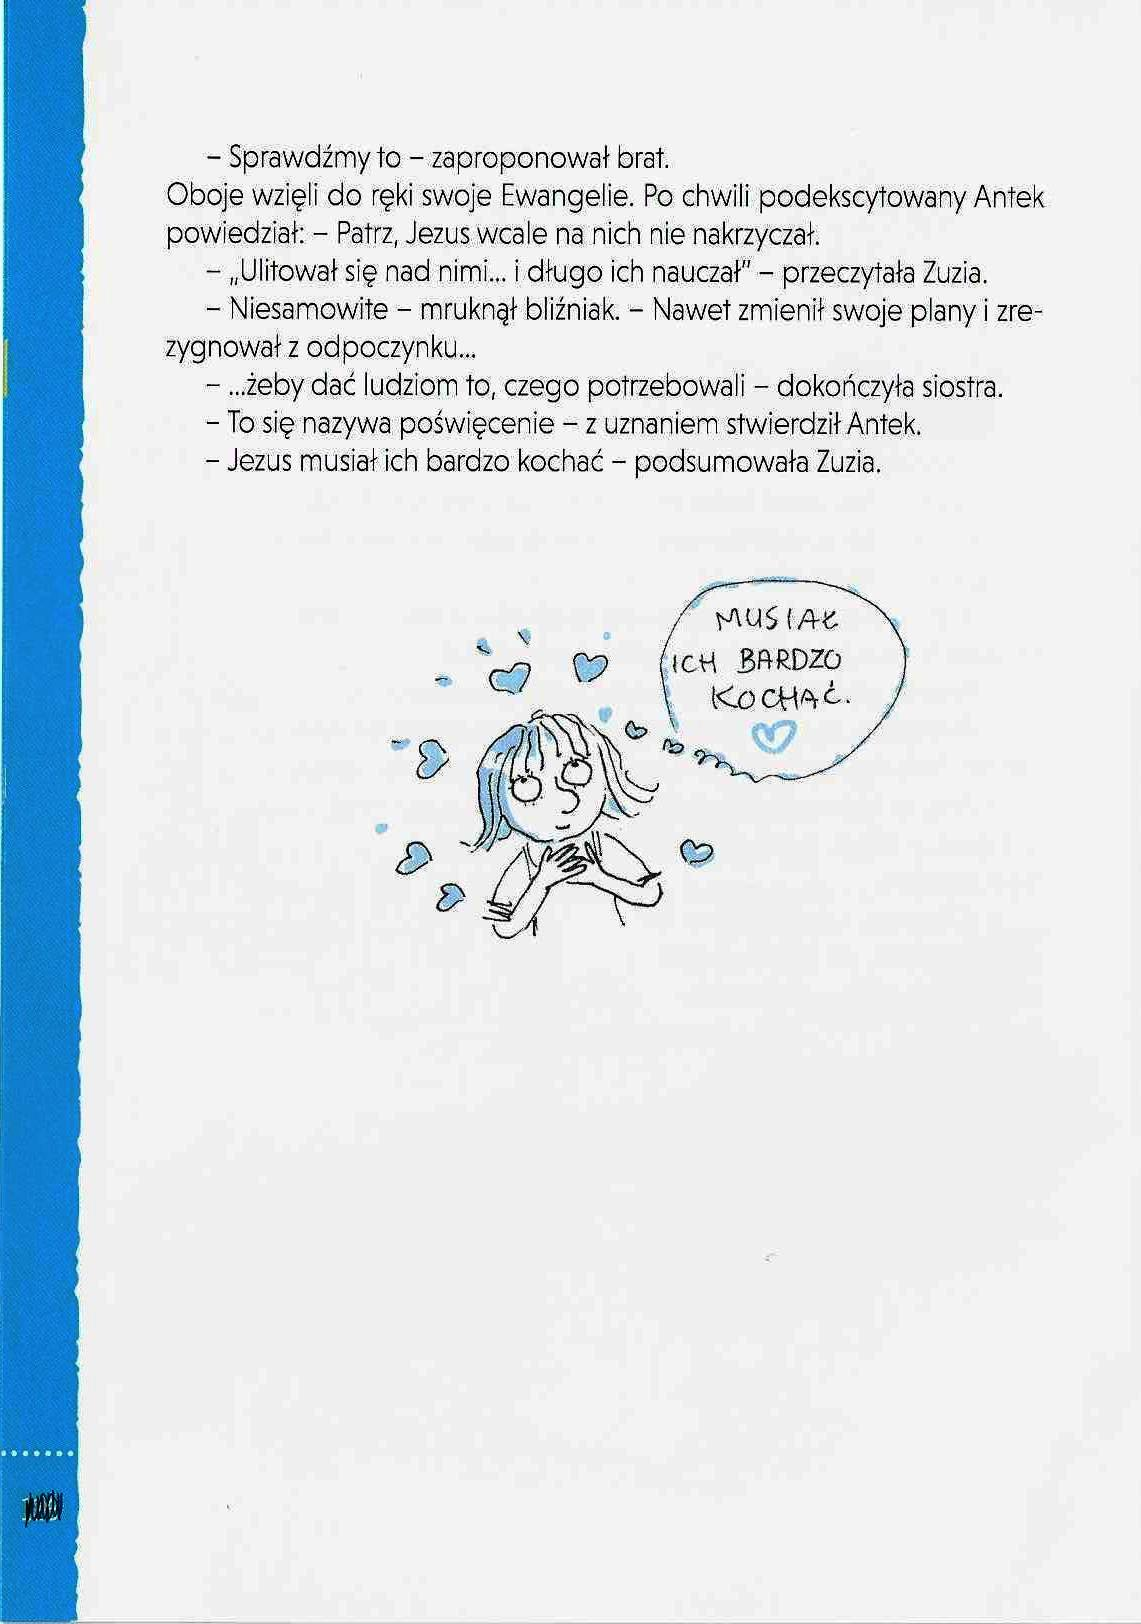 – Sprawdźmy to – zaproponował brat.
Oboje wzięli do ręki swoje Ewangelie. Po chwili podekscytowany Antek
powiedział: – Patrz, Jezus wcale na nich nie nakrzyczał.
– „Ulitował się nad nimi... i długo ich nauczał" – przeczytała Zuzia.
– Niesamowite – mruknął bliźniak. – Nawet zmienił swoje plany i zre-
zygnował z odpoczynku...
– ...żeby dać ludziom to, czego potrzebowali – dokończyła siostra.
– To się nazywa poświęcenie – z uznaniem stwierdził Antek.
– Jezus musiał ich bardzo kochać – podsumowała Zuzia.
MUSIAŁ
ICH BARDZO
KOCHAĆ.